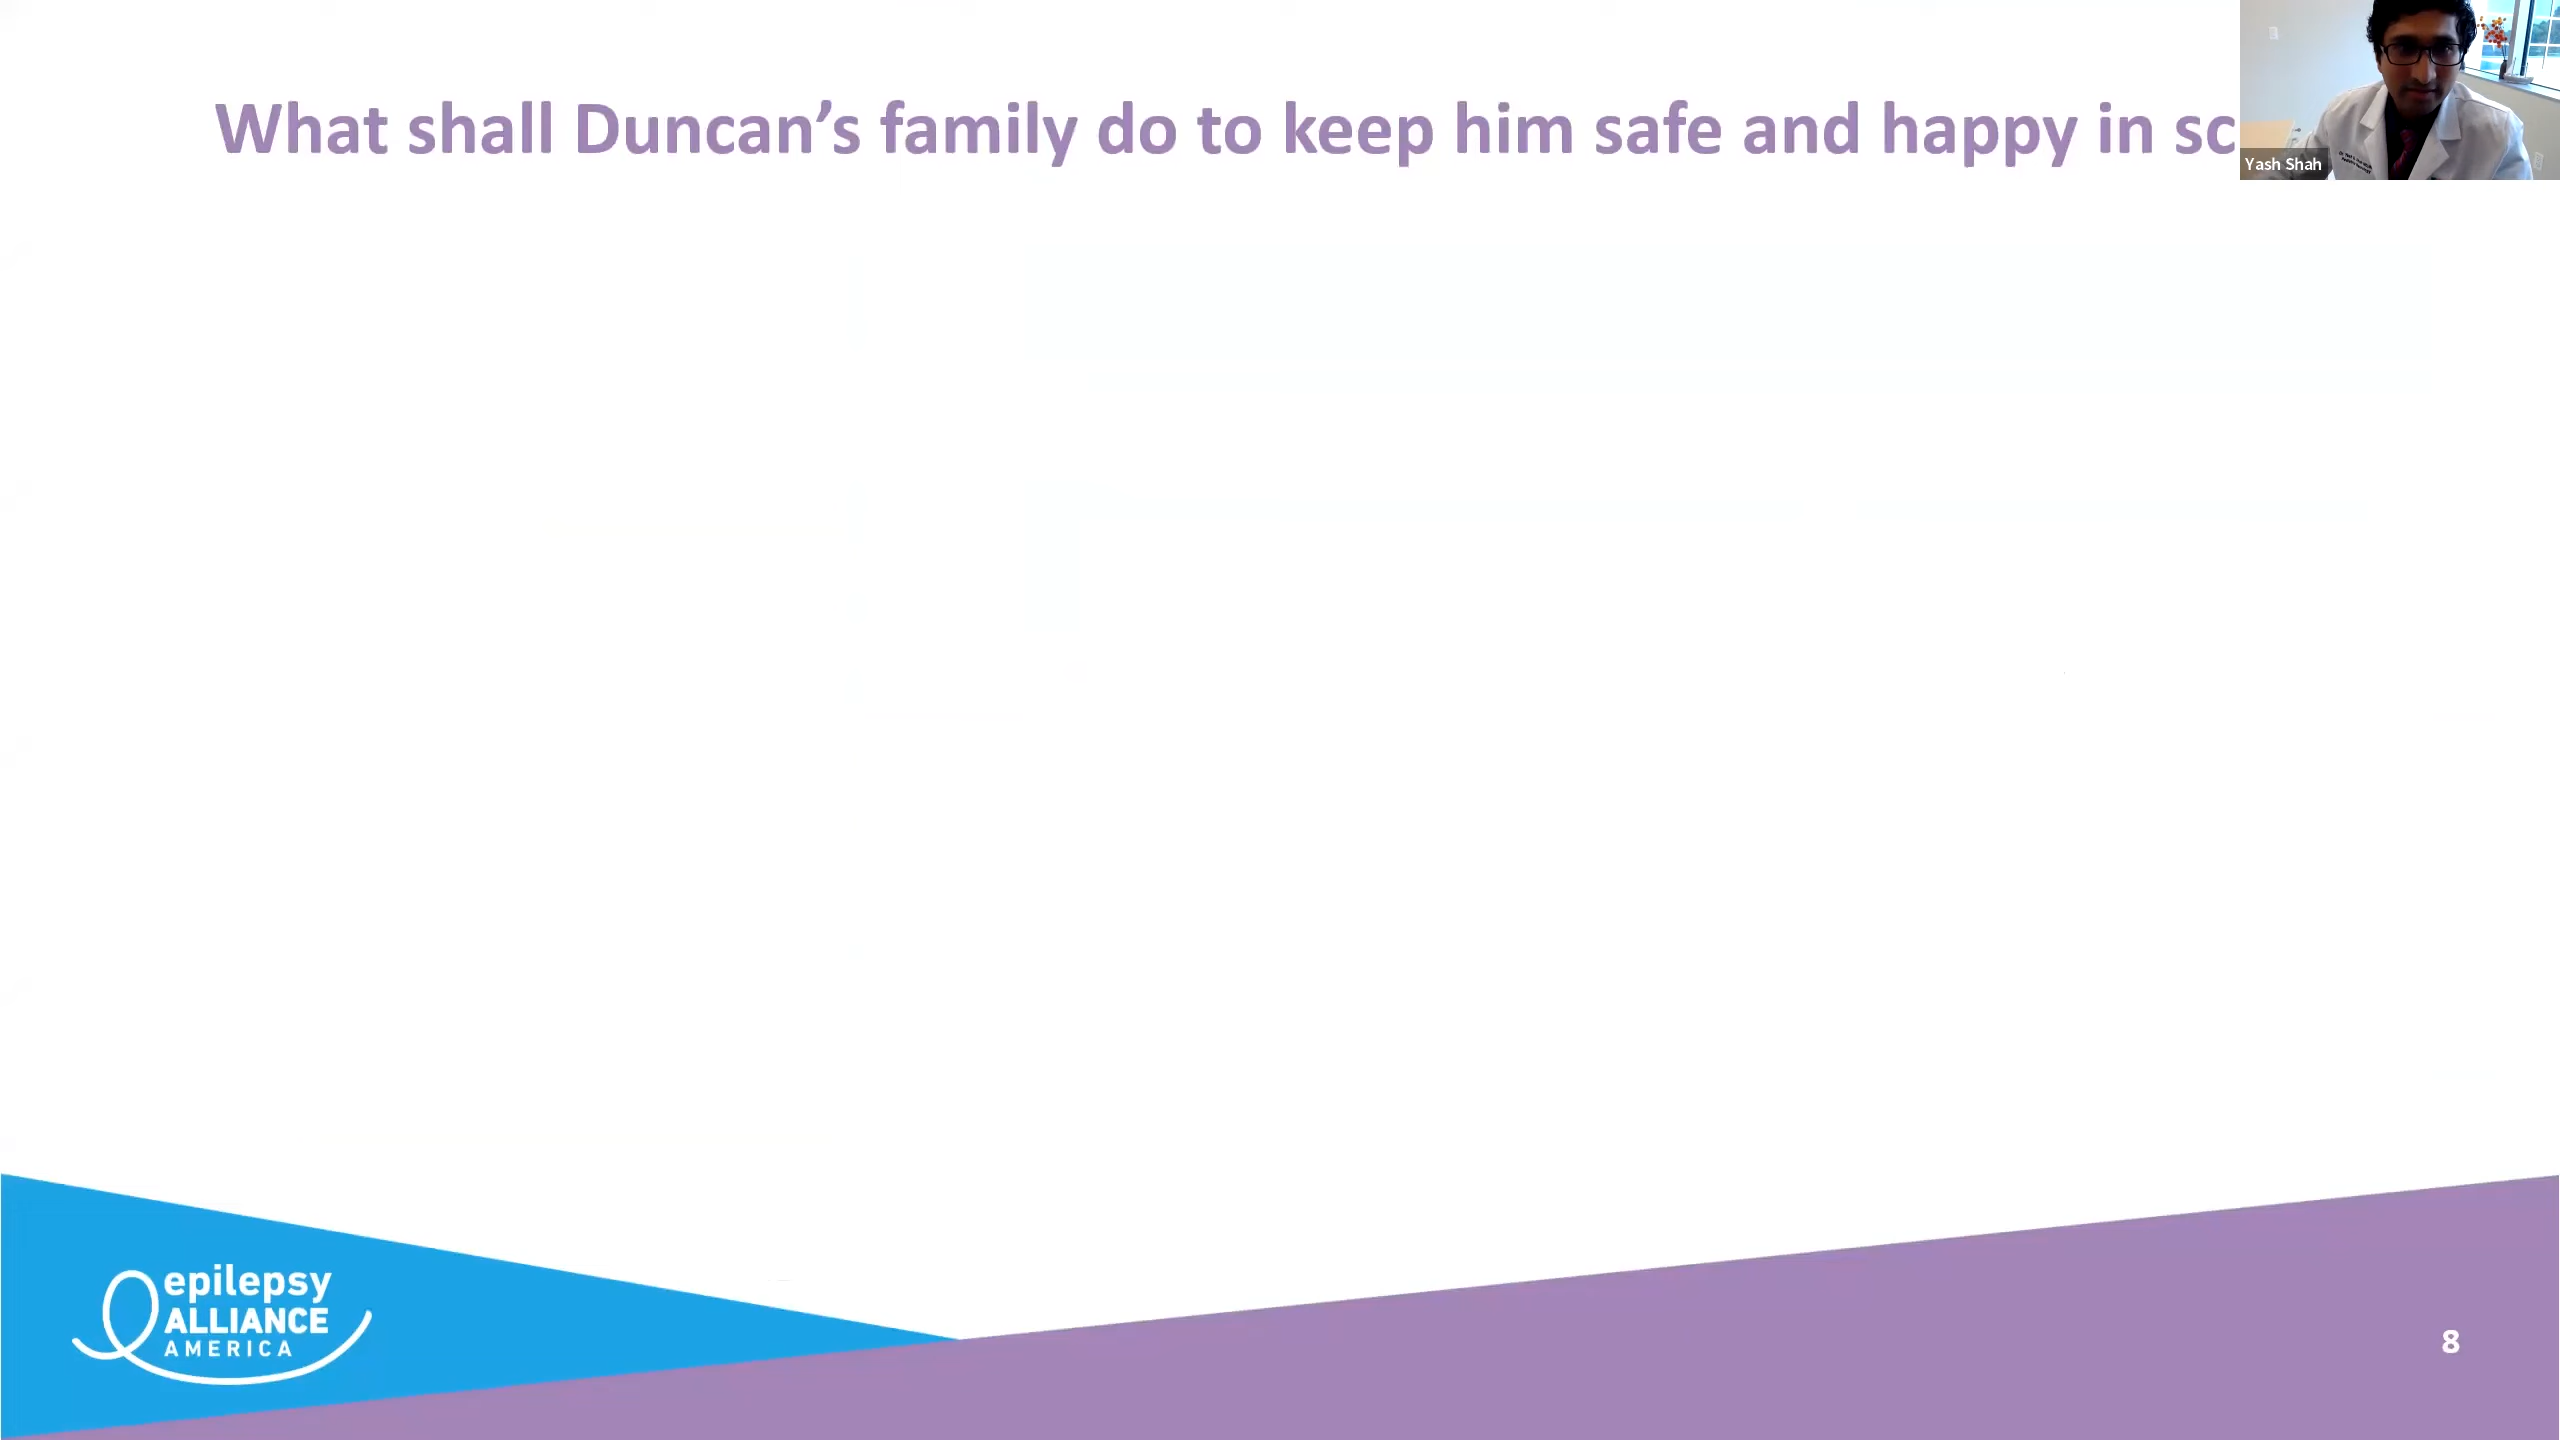 What shall Duncan’s family do to keep him safe and happy in sc
Yash Shah
epilepsy
ALLIANCE
AMERICA
8